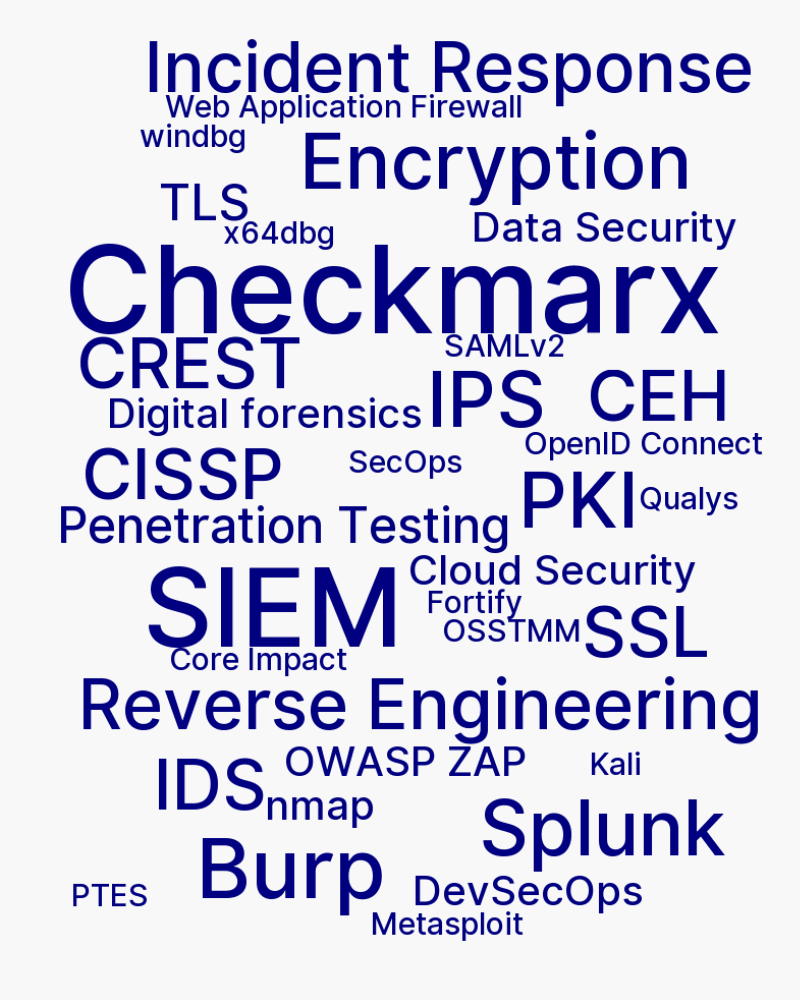 Incident Response
Web Application Firewall
windbg
Encryption
TLS
x64dbg
Data Security
Checkmarx
SAMLv2
CREST
IPS
CEH
Digital forensics
OpenID Connect
CISSP
SecOps
PKI
Qualys
Penetration Testing
Cloud Security
SIEM
Fortify
OSSTMM
SSL
Core Impact
Reverse Engineering
OWASP ZAP
Kali
IDS
nmap
Splunk
Burp
DevSecOps
PTES
Metasploit